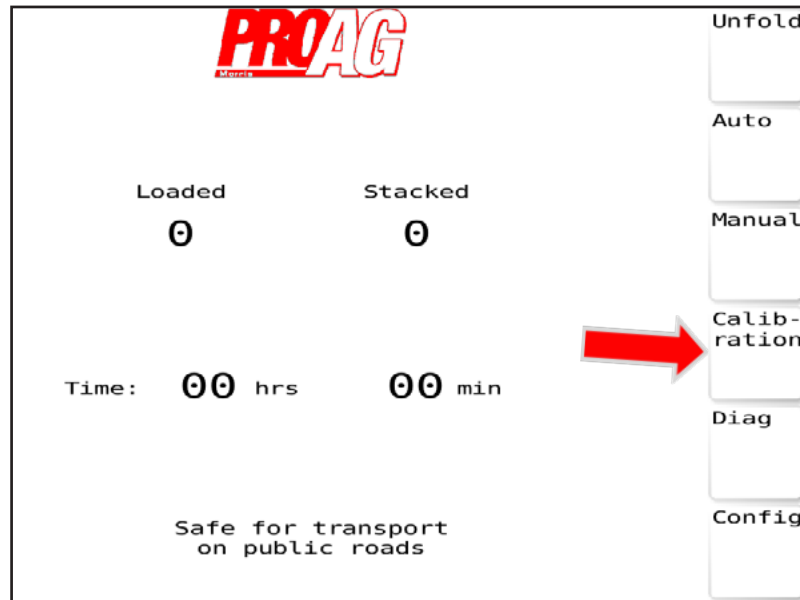 PROAG
Morris
Unfold
Auto
Manual
Calib-
ration
Diag
Config
Loaded Stacked
0 0
Time: 00 hrs 00 min
Safe for transport
on public roads